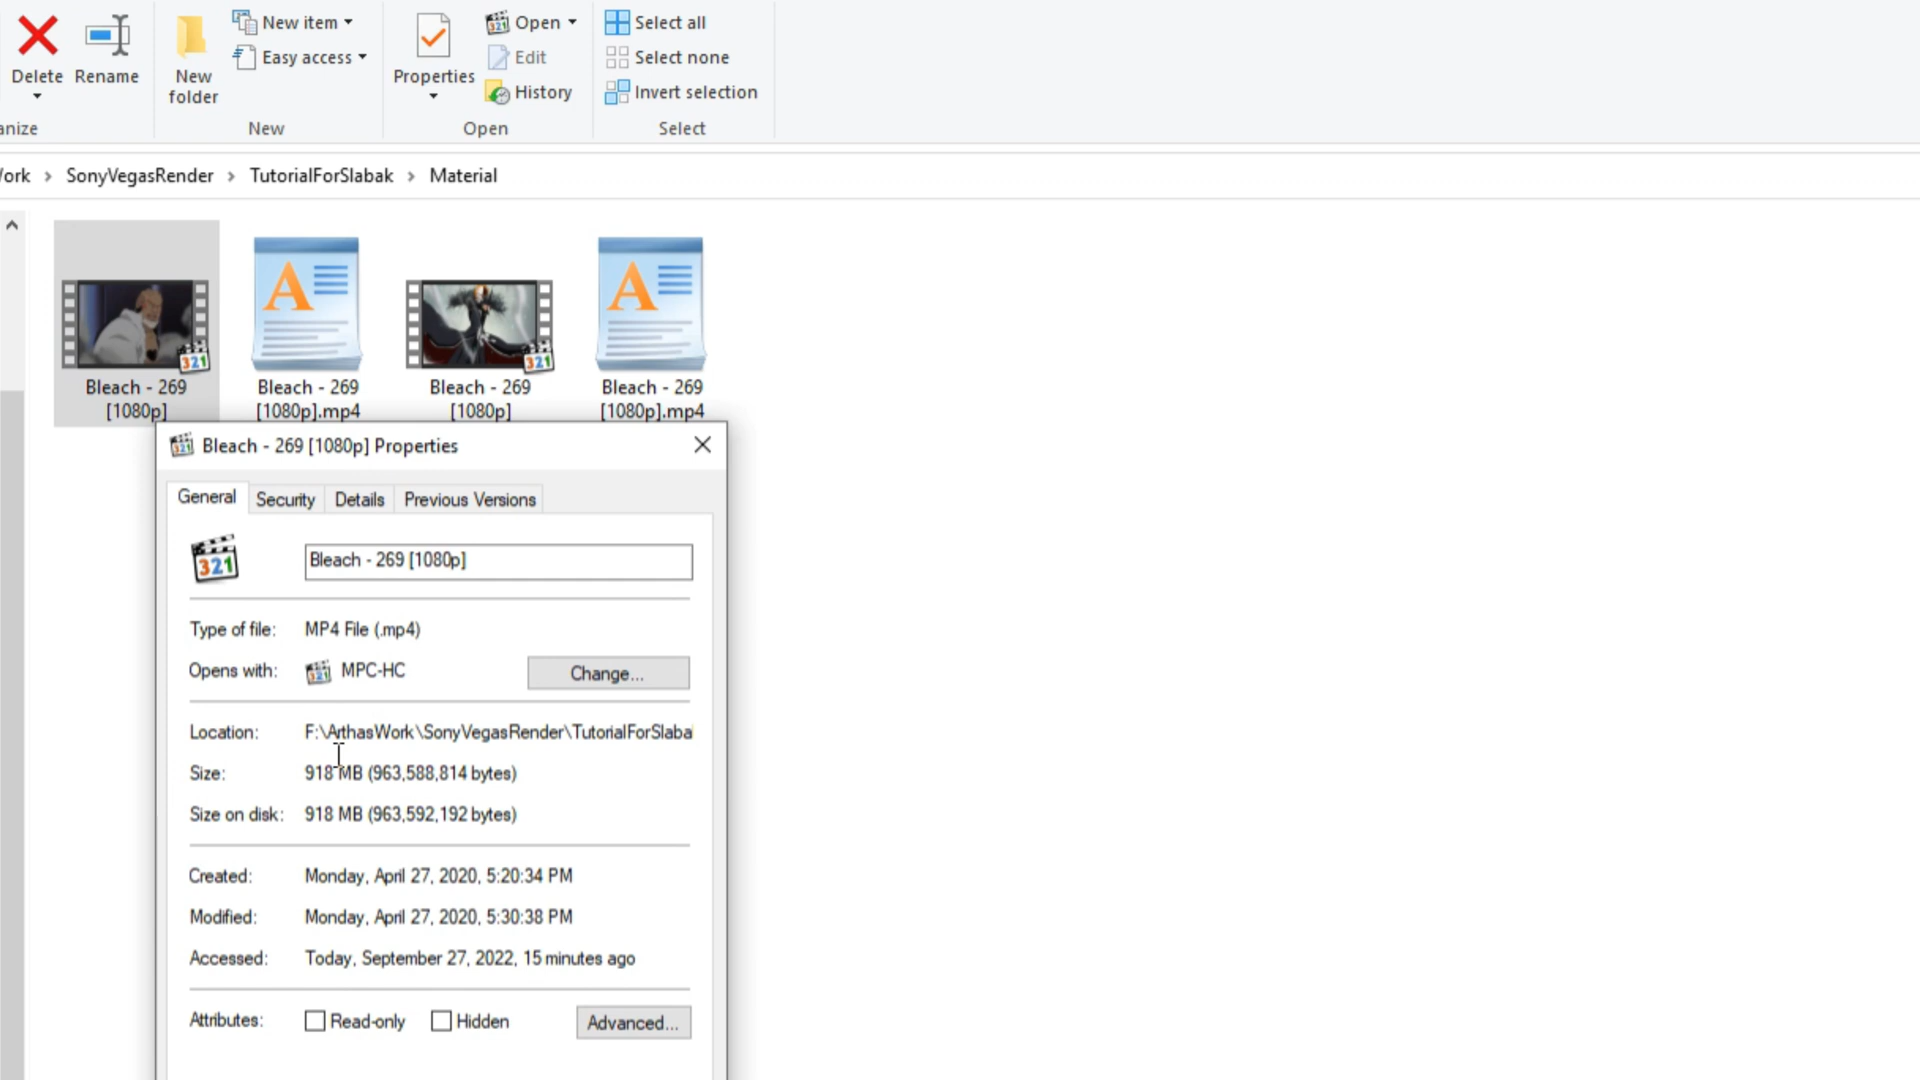 Delete
Rename
New
folder
New item
Easy access
Properties
Open
Edit
History
Select all
Select none
Invert selection
anize
New
Open
Select
ork › SonyVegasRender › TutorialForSlabak › Material
Bleach - 269
[1080p]
Bleach - 269
[1080p].mp4
Bleach - 269
[1080p]
Bleach - 269
[1080p].mp4
321
321
321
Bleach - 269 [1080p] Properties
General
Security
Details
Previous Versions
321
Bleach - 269 [1080p]
Type of file: MP4 File (.mp4)
Opens with: MPC-HC
Change...
Location: F:\ArthasWork\SonyVegasRender\TutorialForSlaba
Size: 918 MB (963,588,814 bytes)
Size on disk: 918 MB (963,592,192 bytes)
Created: Monday, April 27, 2020, 5:20:34 PM
Modified: Monday, April 27, 2020, 5:30:38 PM
Accessed: Today, September 27, 2022, 15 minutes ago
Attributes: Read-only Hidden Advanced...